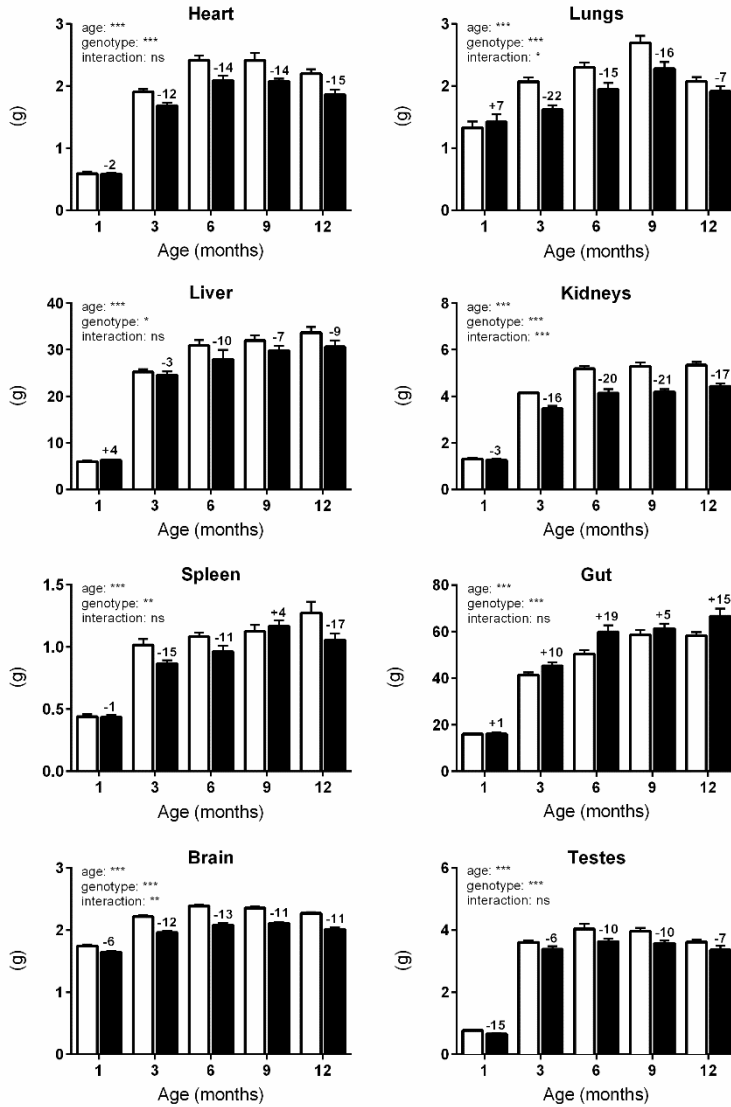 Heart
age: ***
genotype: ***
interaction: ns
(g)
3
2
1
0
-2
-12
-14
-14
-15
1 3 6 9 12
Age (months)
Lungs
age: ***
genotype: ***
interaction: *
(g)
3
2
1
0
+7
-22
-15
-16
-7
1 3 6 9 12
Age (months)
Liver
age: ***
genotype: *
interaction: ns
(g)
40
30
20
10
0
+4
-3
-10
-7
-9
1 3 6 9 12
Age (months)
Kidneys
age: ***
genotype: ***
interaction: ***
(g)
8
6
4
2
0
-3
-16
-20
-21
-17
1 3 6 9 12
Age (months)
Spleen
age: ***
genotype: **
interaction: ns
(g)
1.5
1.0
0.5
0.0
-1
-15
-11
+4
-17
1 3 6 9 12
Age (months)
Gut
age: ***
genotype: ***
interaction: ns
(g)
80
60
40
20
0
+1
+10
+19
+5
+15
1 3 6 9 12
Age (months)
Brain
age: ***
genotype: ***
interaction: **
(g)
3
2
1
0
-6
-12
-13
-11
-11
1 3 6 9 12
Age (months)
Testes
age: ***
genotype: ***
interaction: ns
(g)
6
4
2
0
-15
-6
-10
-10
-7
1 3 6 9 12
Age (months)